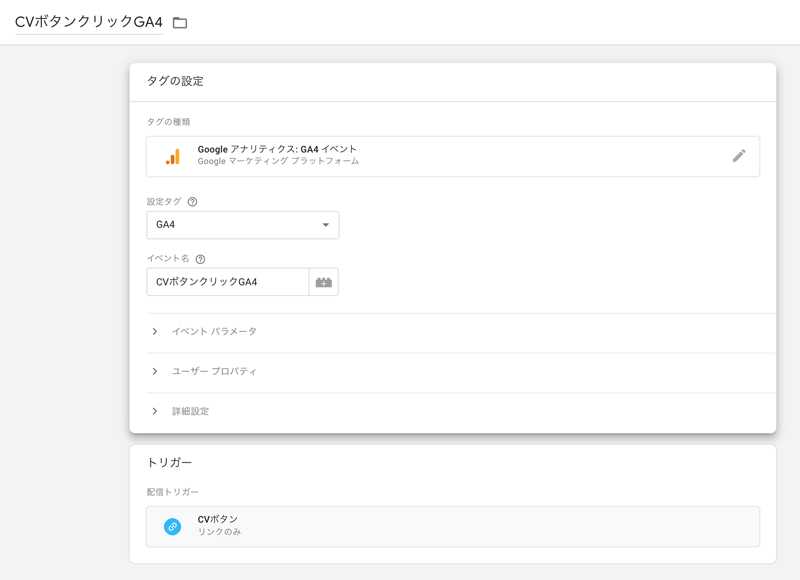 CVボタンクリックGA4
タグの設定
タグの種類
Google アナリティクス: GA4 イベント
Google マーケティング プラットフォーム
設定タグ
GA4
イベント名
CVボタンクリックGA4
イベント パラメータ
ユーザー プロパティ
詳細設定
トリガー
配信トリガー
CVボタン
リンクのみ